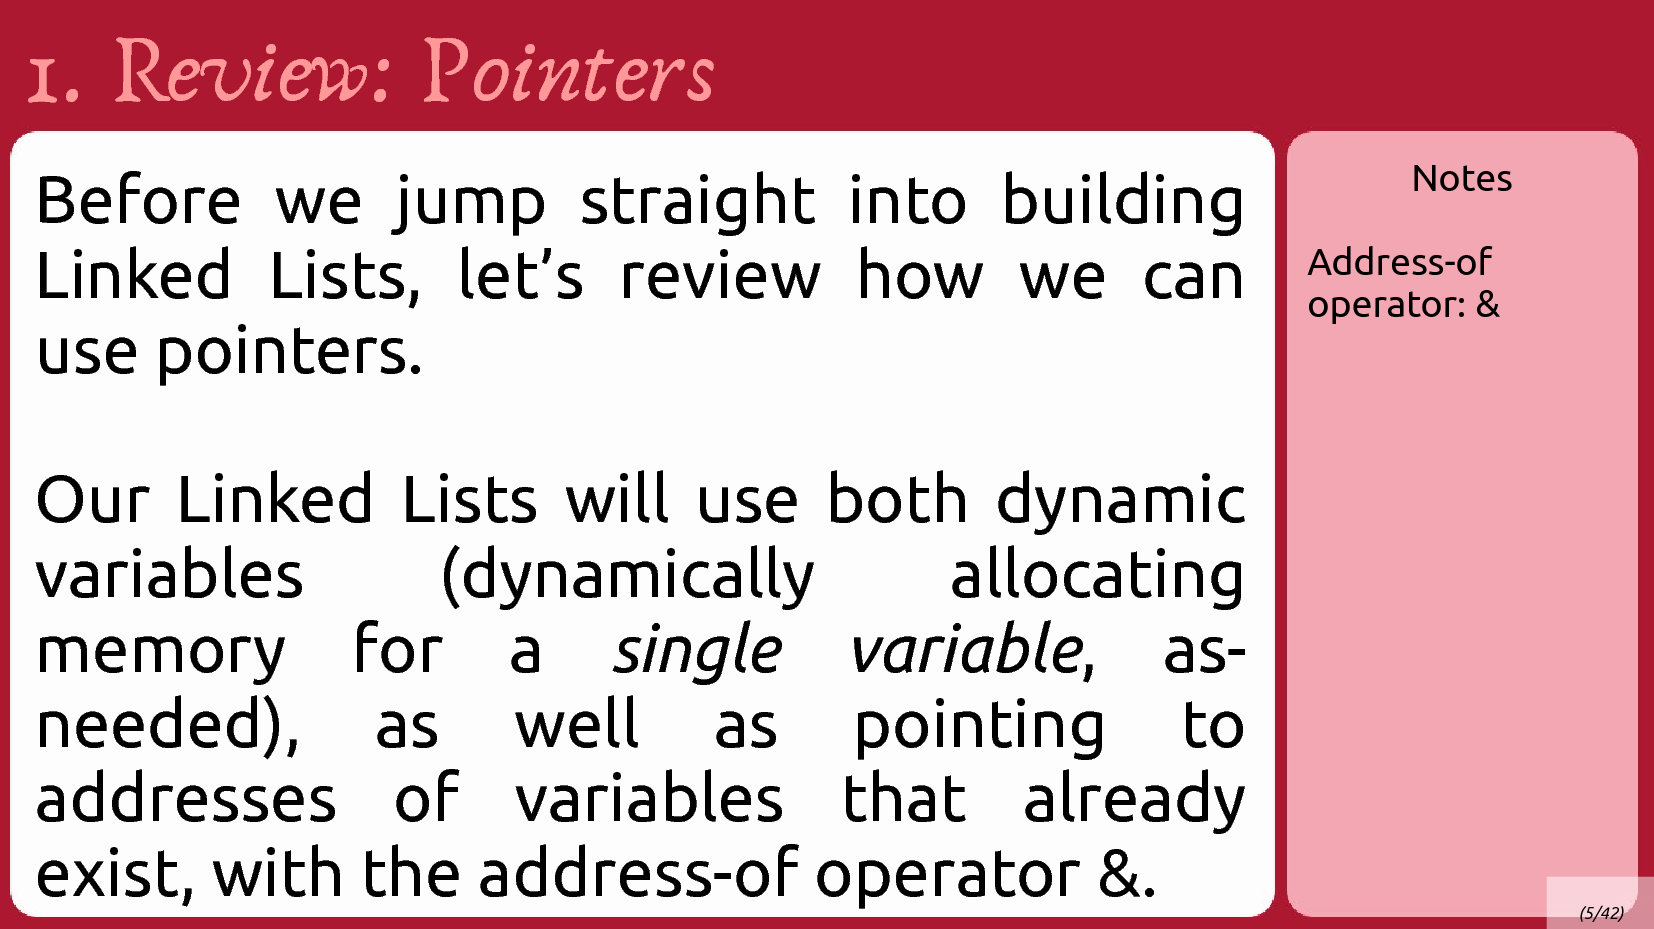 1. Review: Pointers
Before we jump straight into building
Linked Lists, let’s review how we can
use pointers.
Our Linked Lists will use both dynamic
variables (dynamically allocating
memory for a single variable, as-
needed), as well as pointing to
addresses of variables that already
exist, with the address-of operator &.
Notes
Address-of
operator: &
(5/42)